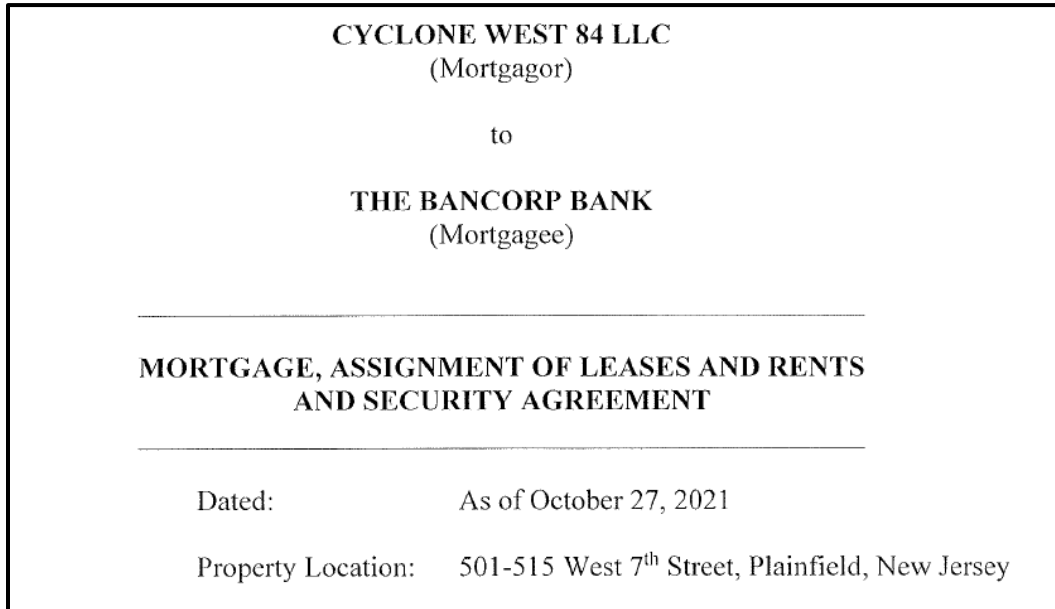 CYCLONE WEST 84 LLC
(Mortgagor)
to
THE BANCORP BANK
(Mortgagee)
MORTGAGE, ASSIGNMENT OF LEASES AND RENTS
AND SECURITY AGREEMENT
Dated: As of October 27, 2021
Property Location: 501-515 West 7th Street, Plainfield, New Jersey